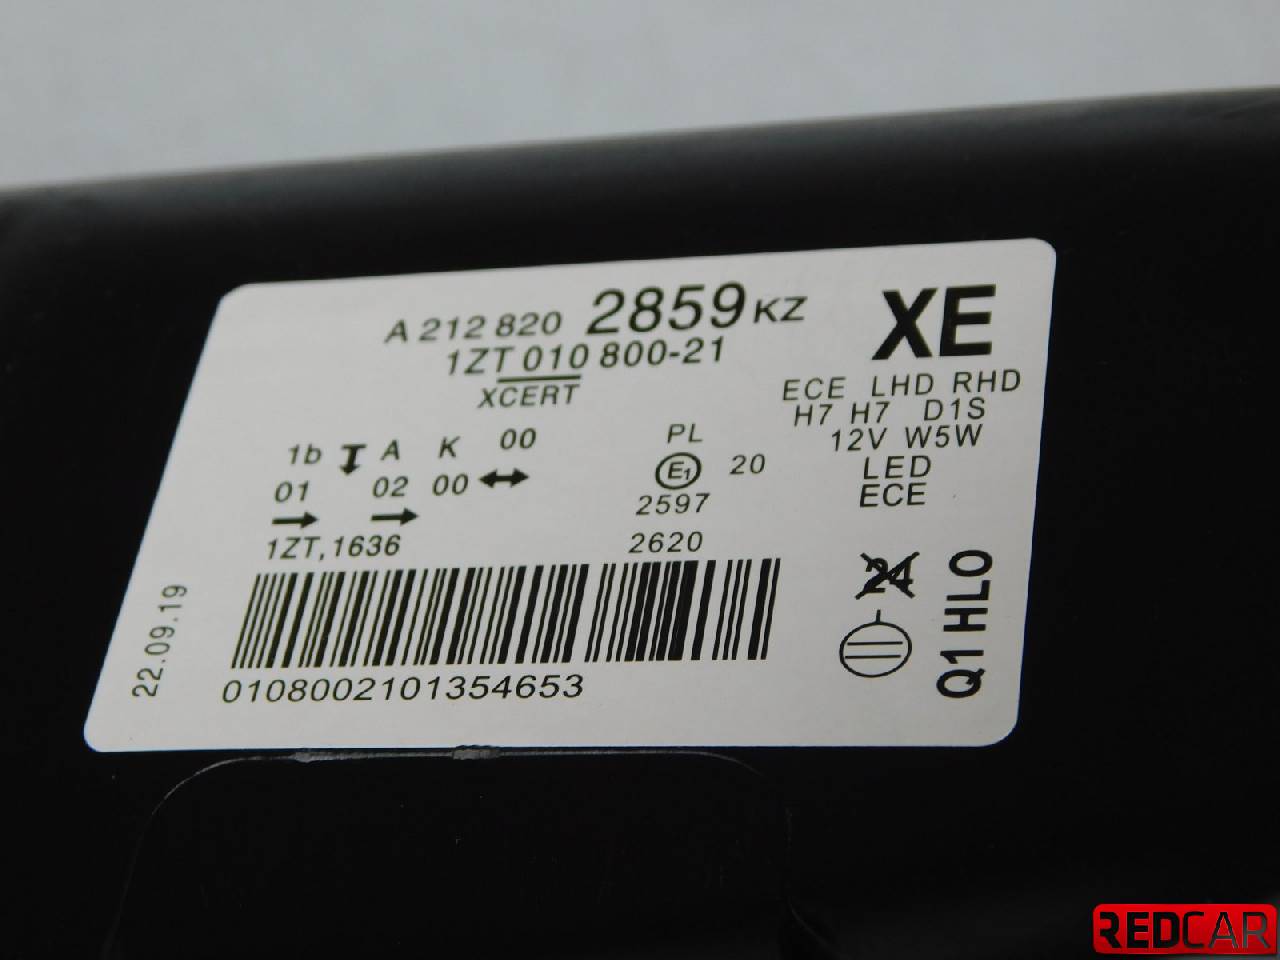 A 212 820 2859 KZ
1ZT 010 800-21
XCERT
XE
ECE LHD RHD
H7 H7 D1S
12V W5W
LED
ECE
1b A K 00
01 02 00
1ZT, 1636
PL
E1 20
2597
2620
24
Q1 HLO
22.09.19
0108002101354653
REDCAR